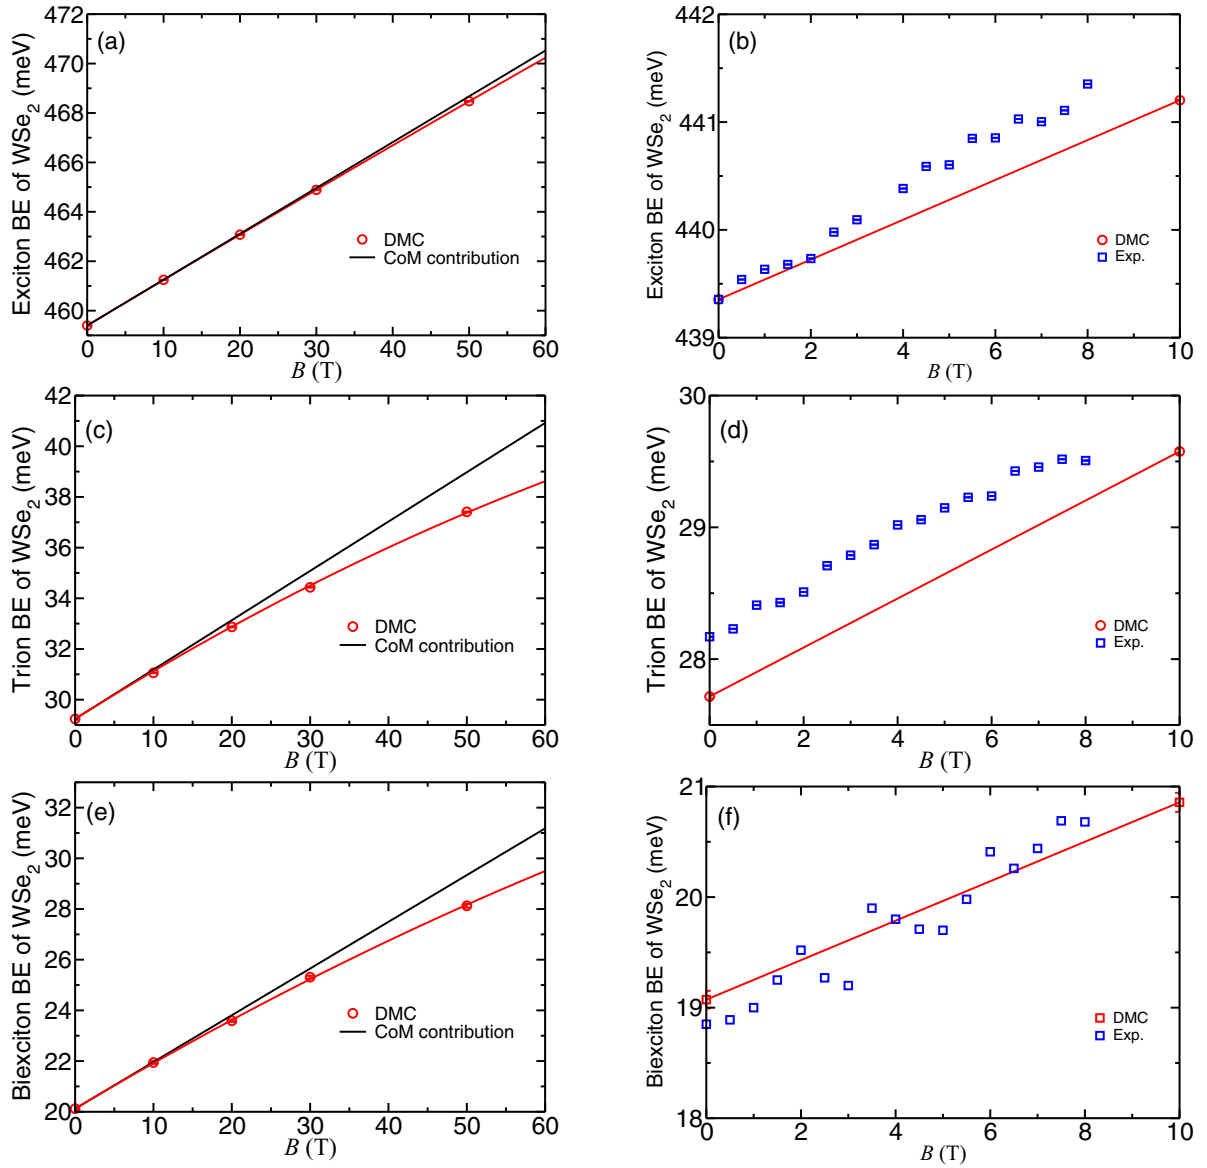 (a)
Exciton BE of WSe2 (meV)
472
470
468
466
464
462
460
DMC
CoM contribution
0 10 20 30 40 50 60
B (T)
(b)
Exciton BE of WSe2 (meV)
442
441
440
439
DMC
Exp.
0 2 4 6 8 10
B (T)
(c)
Trion BE of WSe2 (meV)
42
40
38
36
34
32
30
DMC
CoM contribution
0 10 20 30 40 50 60
B (T)
(d)
Trion BE of WSe2 (meV)
30
29
28
DMC
Exp.
0 2 4 6 8 10
B (T)
(e)
Biexciton BE of WSe2 (meV)
32
30
28
26
24
22
20
DMC
CoM contribution
0 10 20 30 40 50 60
B (T)
(f)
Biexciton BE of WSe2 (meV)
21
20
19
18
DMC
Exp.
0 2 4 6 8 10
B (T)